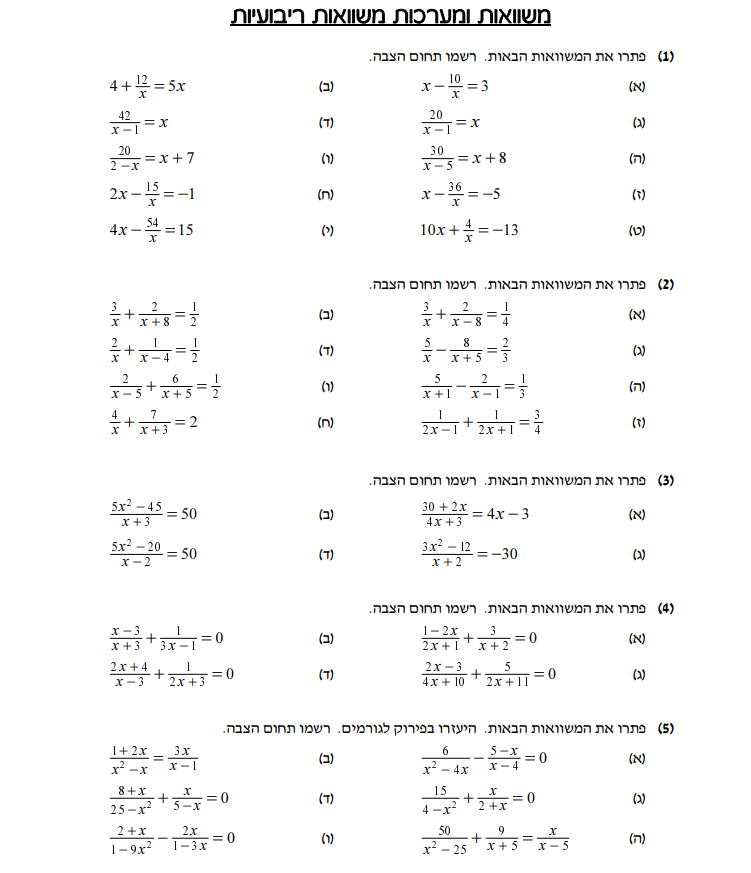 משוואות ומערכות משוואות ריבועיות
(1) פתרו את המשוואות הבאות. רשמו תחום הצבה.
(א) x − 10/x = 3 (ב) 4 + 12/x = 5x
(ג) 20/(x − 1) = x (ד) 42/(x − 1) = x
(ה) 30/(x − 5) = x + 8 (ו) 20/(2 − x) = x + 7
(ז) x − 36/x = −5 (ח) 2x − 15/x = −1
(ט) 10x + 4/x = −13 (י) 4x − 54/x = 15
(2) פתרו את המשוואות הבאות. רשמו תחום הצבה.
(א) 3/x + 2/(x − 8) = 1/4 (ב) 3/x + 2/(x + 8) = 1/2
(ג) 5/x − 8/(x + 5) = 2/3 (ד) 2/x + 1/(x − 4) = 1/2
(ה) 5/(x + 1) − 2/(x − 1) = 1/3 (ו) 2/(x − 5) + 6/(x + 5) = 1/2
(ז) 1/(2x − 1) + 1/(2x + 1) = 3/4 (ח) 4/x + 7/(x + 3) = 2
(3) פתרו את המשוואות הבאות. רשמו תחום הצבה.
(א) (30 + 2x)/(4x + 3) = 4x − 3 (ב) (5x² − 45)/(x + 3) = 50
(ג) (3x² − 12)/(x + 2) = −30 (ד) (5x² − 20)/(x − 2) = 50
(4) פתרו את המשוואות הבאות. רשמו תחום הצבה.
(א) (1 − 2x)/(2x + 1) + 3/(x + 2) = 0 (ב) (x − 3)/(x + 3) + 1/(3x − 1) = 0
(ג) (2x − 3)/(4x + 10) + 5/(2x + 11) = 0 (ד) (2x + 4)/(x − 3) + 1/(2x + 3) = 0
(5) פתרו את המשוואות הבאות. היעזרו בפירוק לגורמים. רשמו תחום הצבה.
(א) 6/(x² − 4x) − (5 − x)/(x − 4) = 0 (ב) (1 + 2x)/(x² − x) = 3x/(x − 1)
(ג) 15/(4 − x²) + x/(2 + x) = 0 (ד) (8 + x)/(25 − x²) + x/(5 − x) = 0
(ה) 50/(x² − 25) + 9/(x + 5) = x/(x − 5) (ו) (2 + x)/(1 − 9x²) − 2x/(1 − 3x) = 0